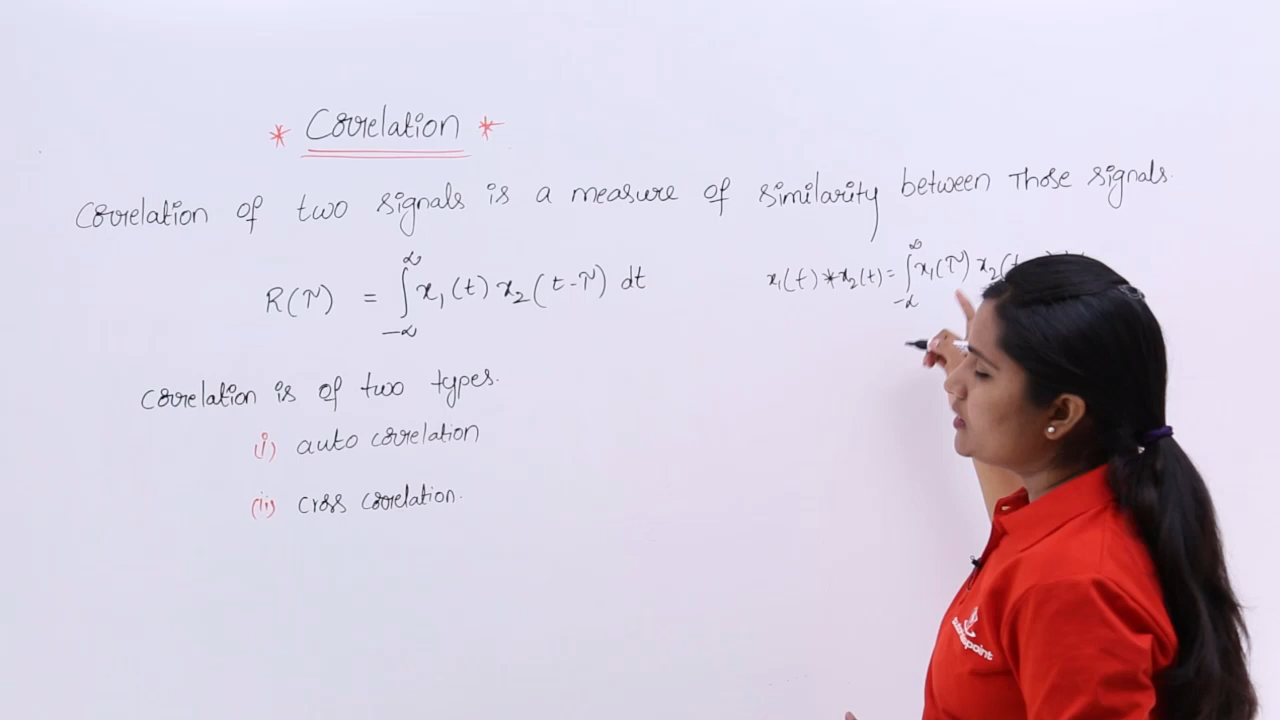 * Correlation *
Correlation of two signals is a measure of similarity between those signals.
R(τ) = ∫_{-∞}^{∞} x₁(t) x₂(t-τ) dt
x₁(t) * x₂(t) = ∫_{-∞}^{∞} x₁(τ) x₂(t
Correlation is of two types.
(i) auto correlation
(ii) cross correlation.